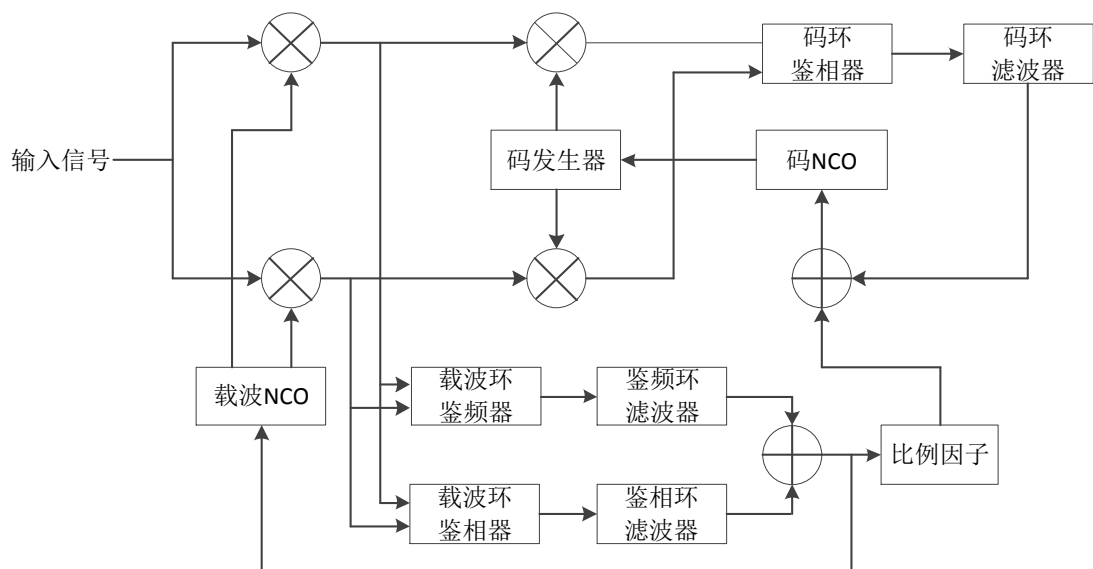 码环
鉴相器
码环
滤波器
输入信号
码发生器
码NCO
载波NCO
载波环
鉴频器
鉴频环
滤波器
比例因子
载波环
鉴相器
鉴相环
滤波器